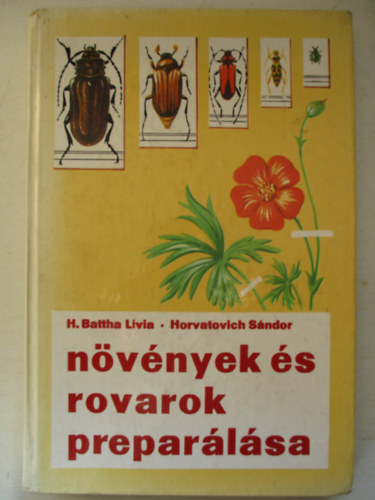 H. Battha Lívia • Horvatovich Sándor
növények és
rovarok
preparálása